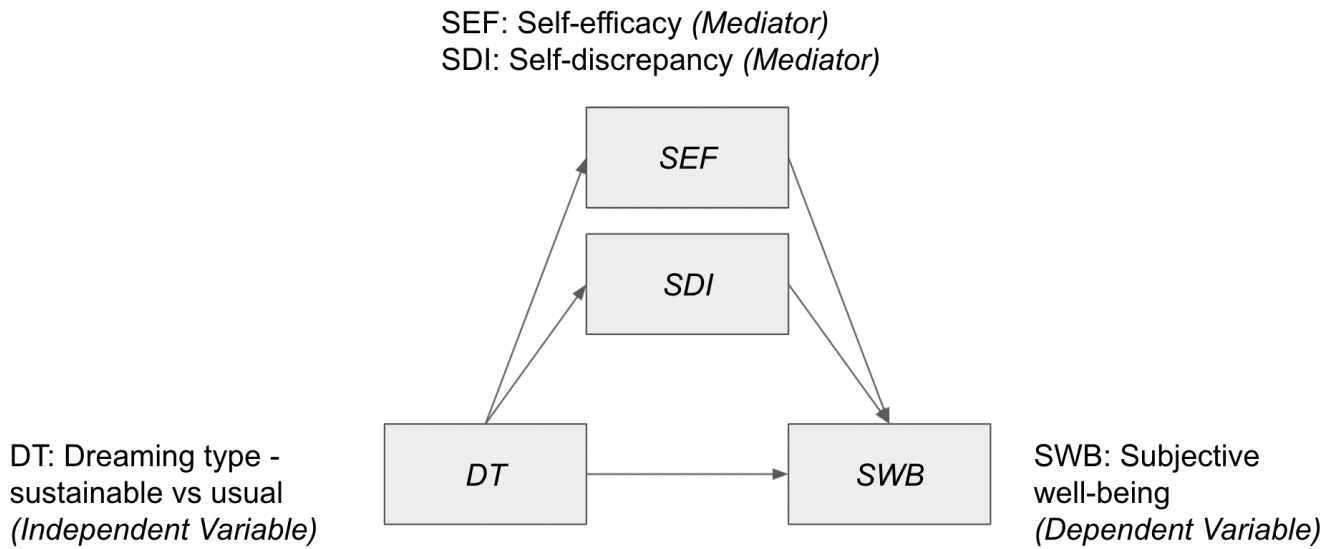 SEF: Self-efficacy (Mediator)
SDI: Self-discrepancy (Mediator)
SEF
SDI
DT: Dreaming type -
sustainable vs usual
(Independent Variable)
DT
SWB
SWB: Subjective
well-being
(Dependent Variable)